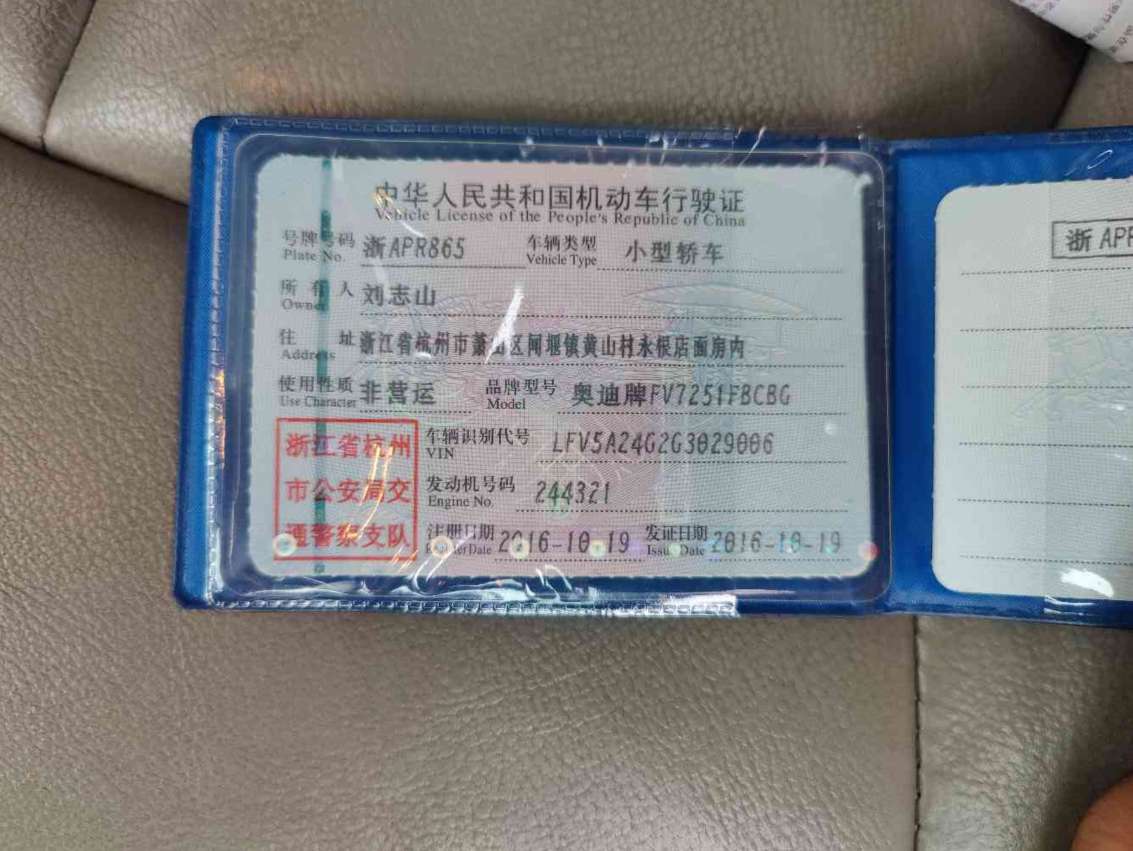 中华人民共和国机动车行驶证
Vehicle License of the People's Republic of China
号牌号码 浙APR865 车辆类型 小型轿车
Plate No. Vehicle Type
所有人 刘志山
Owner
住址 浙江省杭州市萧山区闻堰镇黄山村永根店面房内
Address
使用性质 非营运 品牌型号 奥迪牌FV7251FBCBG
Use Character Model
浙江省杭州
市公安局交
通警察支队
车辆识别代号 LFV5A24G2G3029006
VIN
发动机号码 244321
Engine No.
注册日期 2016-10-19 发证日期 2016-10-19
Register Date Issue Date
浙 APR